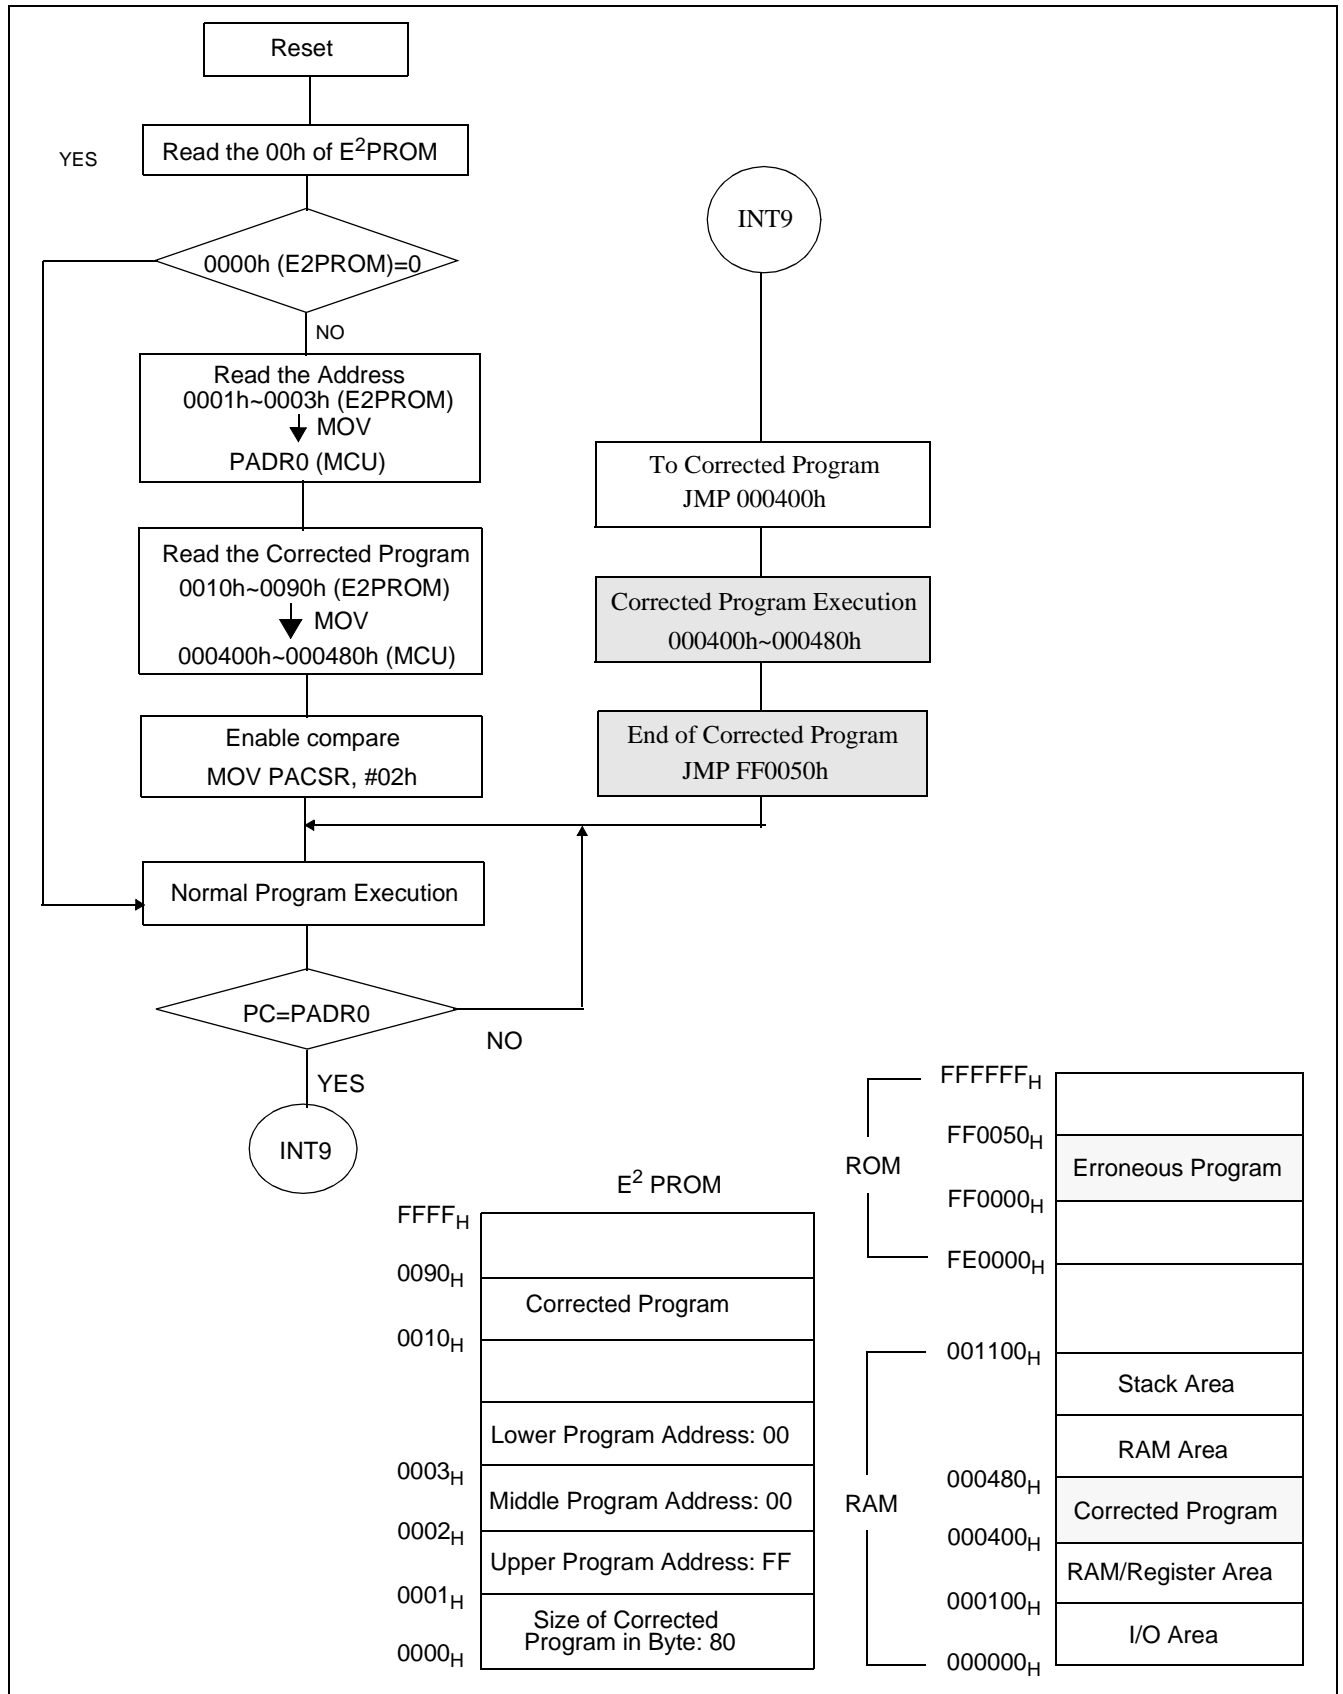 Reset
Read the 00h of E2PROM
YES
0000h (E2PROM)=0
NO
Read the Address
0001h~0003h (E2PROM)
MOV
PADR0 (MCU)
Read the Corrected Program
0010h~0090h (E2PROM)
MOV
000400h~000480h (MCU)
Enable compare
MOV PACSR, #02h
Normal Program Execution
PC=PADR0
NO
YES
INT9
INT9
To Corrected Program
JMP 000400h
Corrected Program Execution
000400h~000480h
End of Corrected Program
JMP FF0050h
E2 PROM
FFFFH
0090H
Corrected Program
0010H
Lower Program Address: 00
0003H
Middle Program Address: 00
0002H
Upper Program Address: FF
0001H
Size of Corrected
Program in Byte: 80
0000H
FFFFFFH
FF0050H
ROM
Erroneous Program
FF0000H
FE0000H
001100H
Stack Area
RAM Area
000480H
RAM
Corrected Program
000400H
RAM/Register Area
000100H
I/O Area
000000H